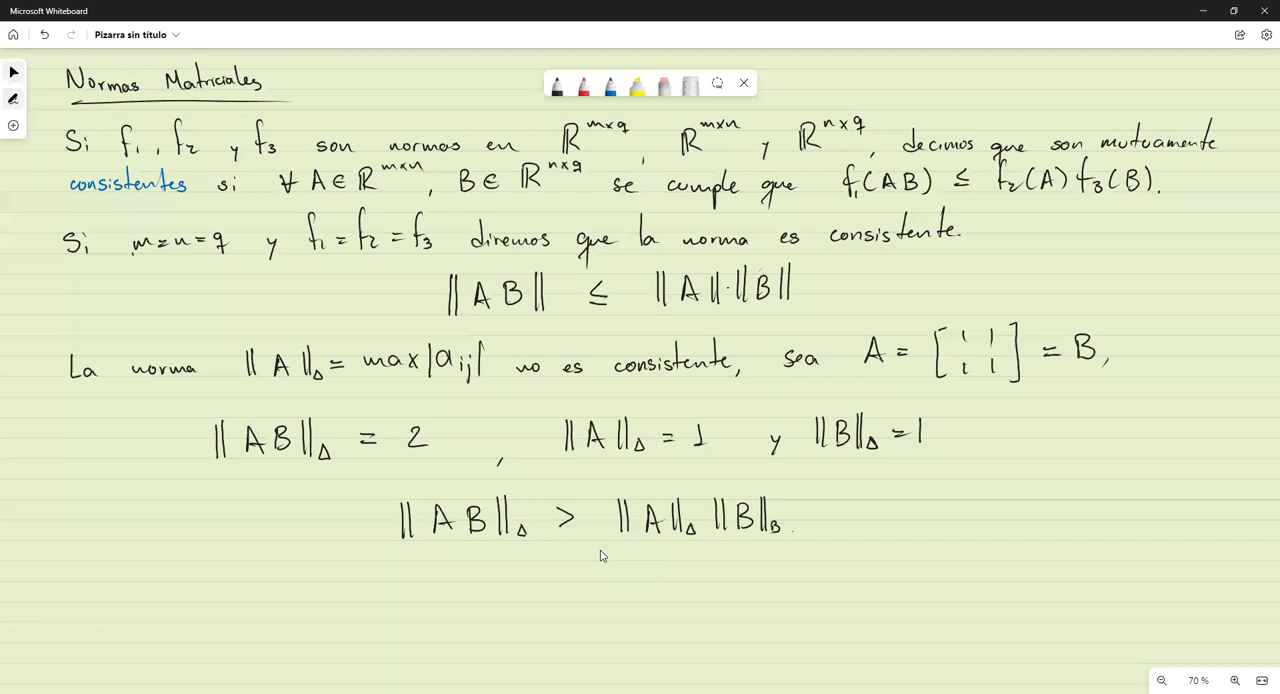 Microsoft Whiteboard
Pizarra sin título
Normas Matriciales
Si f₁, f₂ y f₃ son normas en ℝ^{m×q}, ℝ^{m×n} y ℝ^{n×q}, decimos que son mutuamente
consistentes si ∀ A ∈ ℝ^{m×n}, B ∈ ℝ^{n×q} se cumple que f₁(AB) ≤ f₂(A) f₃(B).
Si m=n=q y f₁=f₂=f₃ diremos que la norma es consistente.
||AB|| ≤ ||A||·||B||
La norma ||A||_Δ = max|a_{ij}| no es consistente, sea A = [1 1; 1 1] = B,
||AB||_Δ = 2, ||A||_Δ = 1 y ||B||_Δ = 1
||AB||_Δ > ||A||_Δ ||B||_B.
70 %